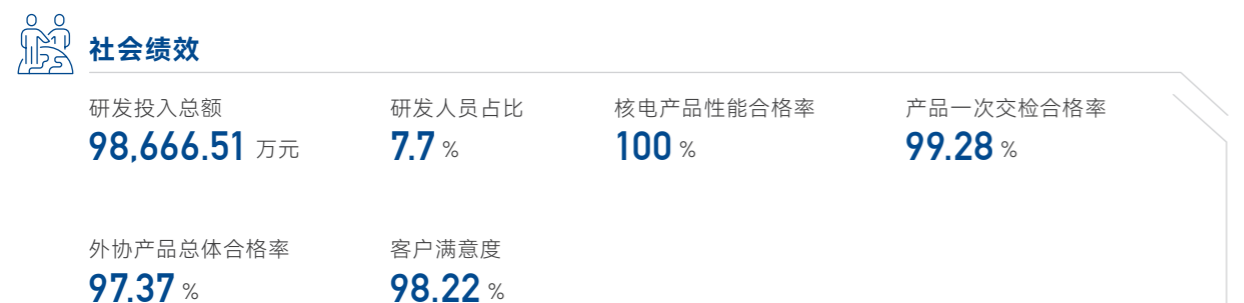 社会绩效
研发投入总额 研发人员占比 核电产品性能合格率 产品一次交检合格率
98,666.51 万元 7.7 % 100 % 99.28 %
外协产品总体合格率 客户满意度
97.37 % 98.22 %